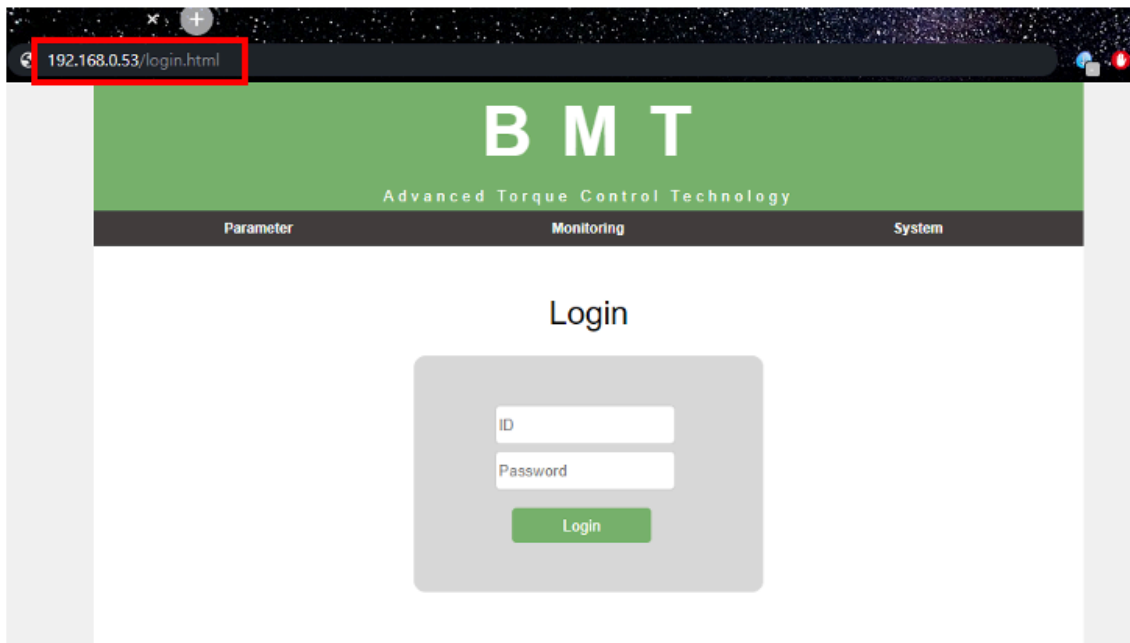 192.168.0.53/login.html
B M T
Advanced Torque Control Technology
Parameter Monitoring System
Login
ID
Password
Login